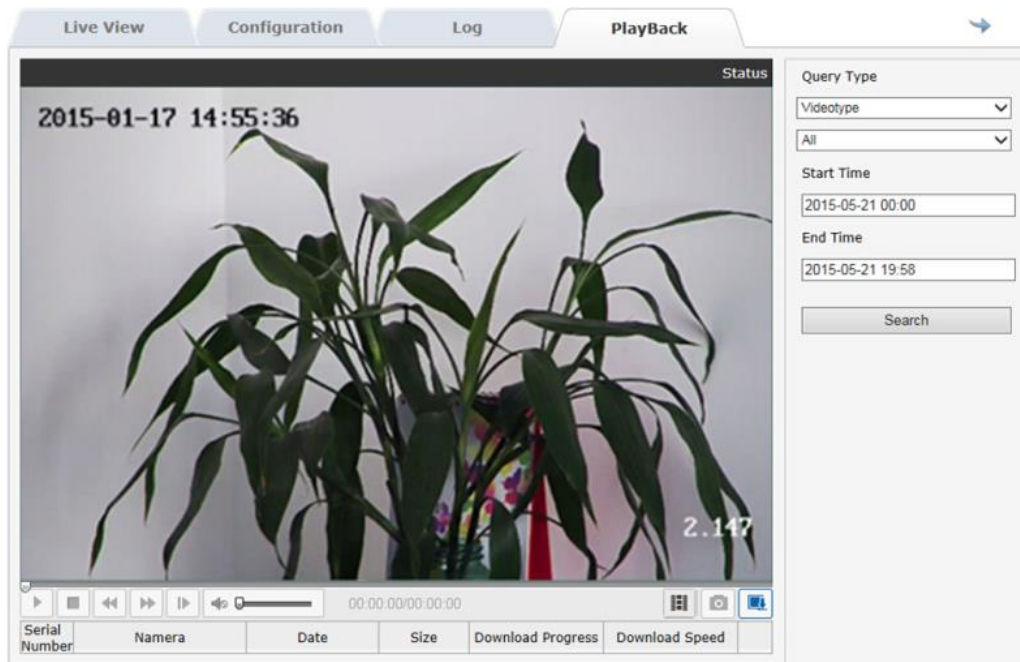 Live View Configuration Log PlayBack
Status
2015-01-17 14:55:36
2.147
00:00:00/00:00:00
Serial Number Namera Date Size Download Progress Download Speed
Query Type
Videotype
All
Start Time
2015-05-21 00:00
End Time
2015-05-21 19:58
Search